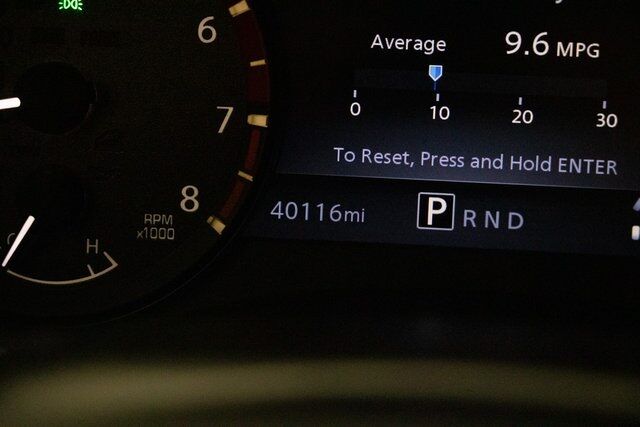 6
7
8
RPM
x1000
C H
Average 9.6 MPG
0 10 20 30
To Reset, Press and Hold ENTER
40116mi P R N D